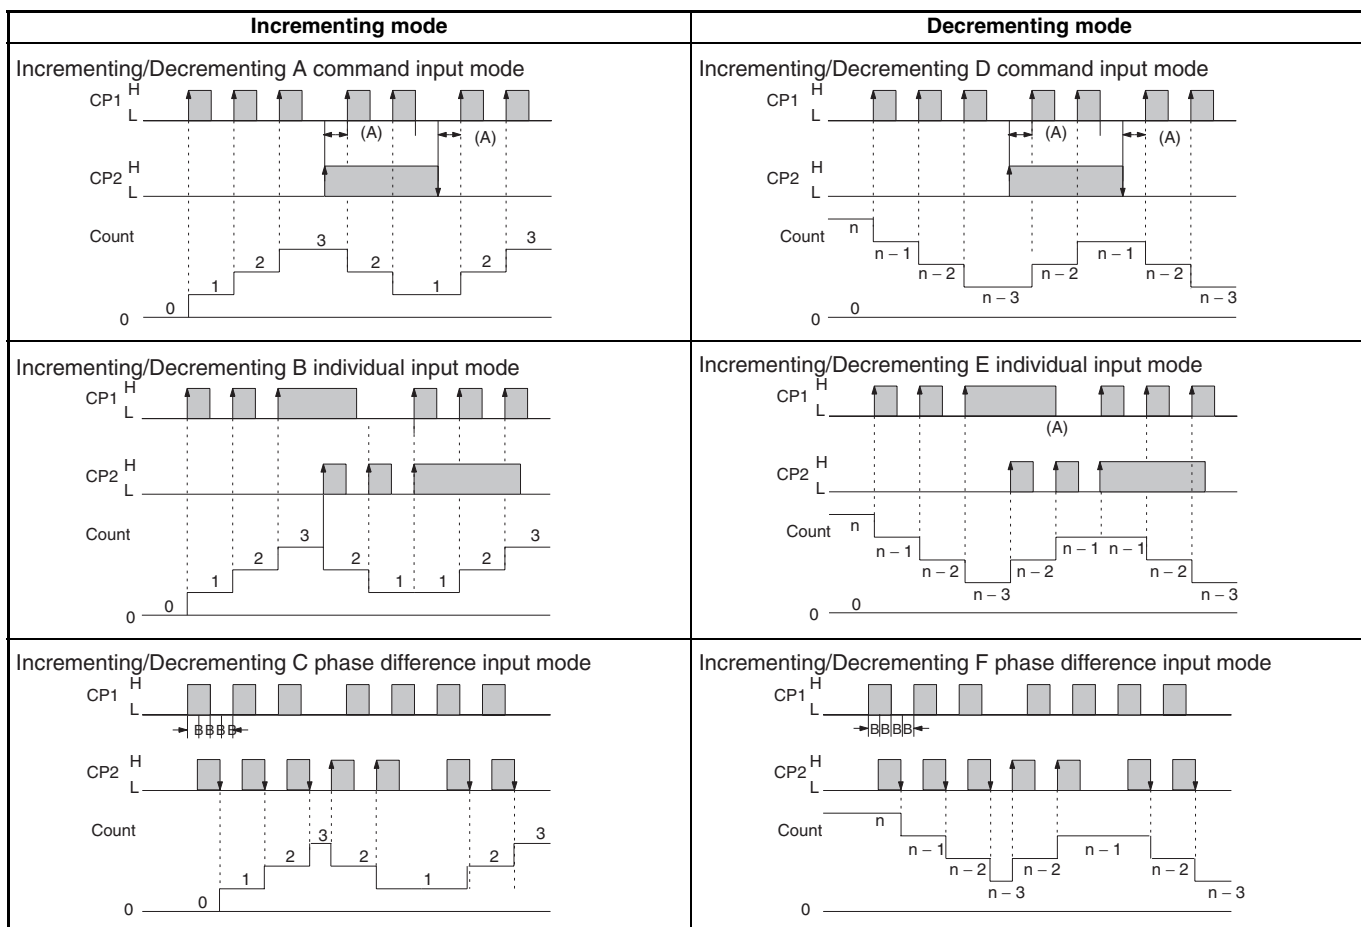 Incrementing mode
Decrementing mode
Incrementing/Decrementing A command input mode
CP1 H
L
(A)
(A)
CP2 H
L
Count
0
1
2
3
2
1
2
3
0
Incrementing/Decrementing D command input mode
CP1 H
L
(A)
(A)
CP2 H
L
Count
n
n – 1
n – 2
n – 3
n – 2
n – 1
n – 2
n – 3
0
0
Incrementing/Decrementing B individual input mode
CP1 H
L
CP2 H
L
Count
0
1
2
3
2
1
1
2
3
0
Incrementing/Decrementing E individual input mode
CP1 H
L
(A)
CP2 H
L
Count
n
n – 1
n – 2
n – 3
n – 2
n – 1 n – 1
n – 2
n – 3
0
0
Incrementing/Decrementing C phase difference input mode
CP1 H
L
B B B B
CP2 H
L
Count
0
1
2
3
2
1
2
3
0
Incrementing/Decrementing F phase difference input mode
CP1 H
L
B B B B
CP2 H
L
Count
n
n – 1
n – 2
n – 3
n – 2
n – 1
n – 2
n – 3
0